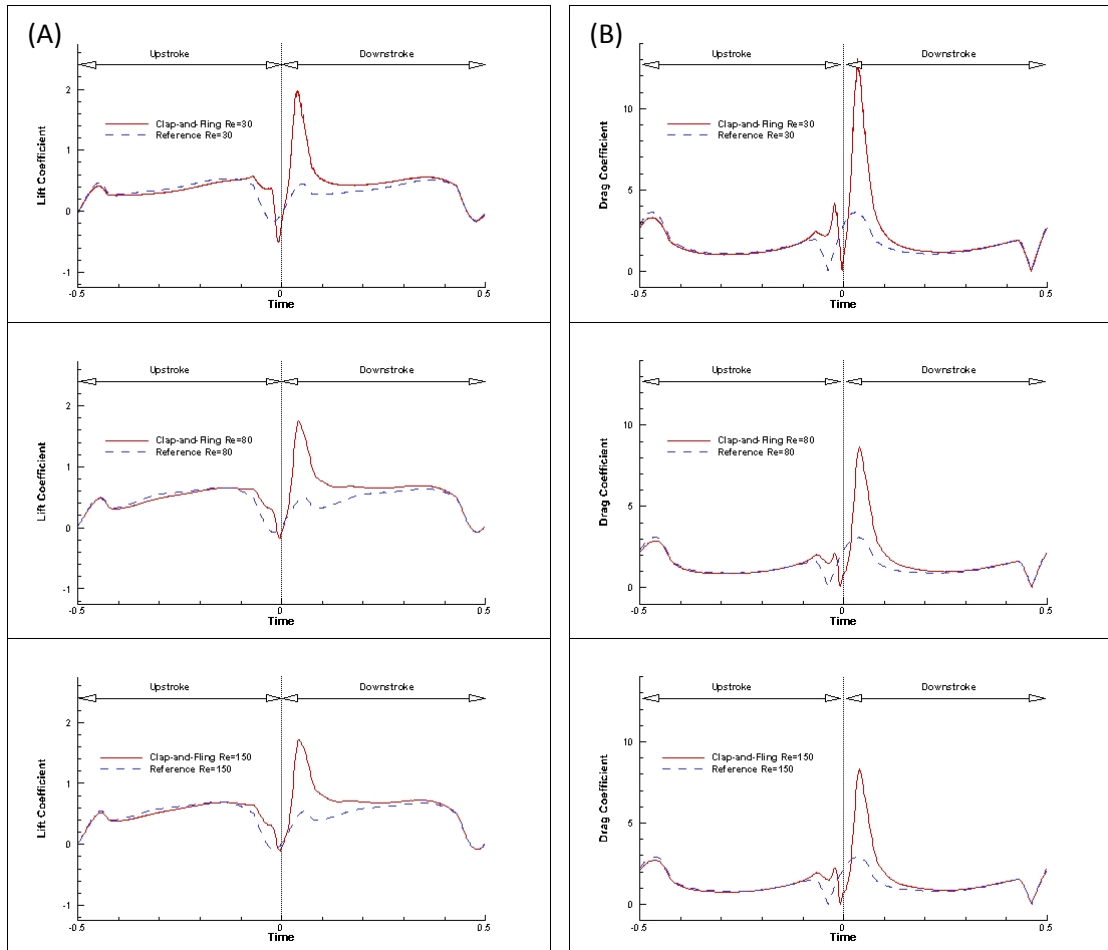 (A)
Upstroke Downstroke
2
Clap-and-Fling Re=30
Reference Re=30
1
Lift Coefficient
0
-1
-0.5 0 0.5
Time
(B)
Upstroke Downstroke
10
Clap-and-Fling Re=30
Reference Re=30
Drag Coefficient
5
0
-0.5 0 0.5
Time
Upstroke Downstroke
2
Clap-and-Fling Re=80
Reference Re=80
1
Lift Coefficient
0
-1
-0.5 0 0.5
Time
Upstroke Downstroke
10
Clap-and-Fling Re=80
Reference Re=80
Drag Coefficient
5
0
-0.5 0 0.5
Time
Upstroke Downstroke
2
Clap-and-Fling Re=150
Reference Re=150
1
Lift Coefficient
0
-1
-0.5 0 0.5
Time
Upstroke Downstroke
10
Clap-and-Fling Re=150
Reference Re=150
Drag Coefficient
5
0
-0.5 0 0.5
Time